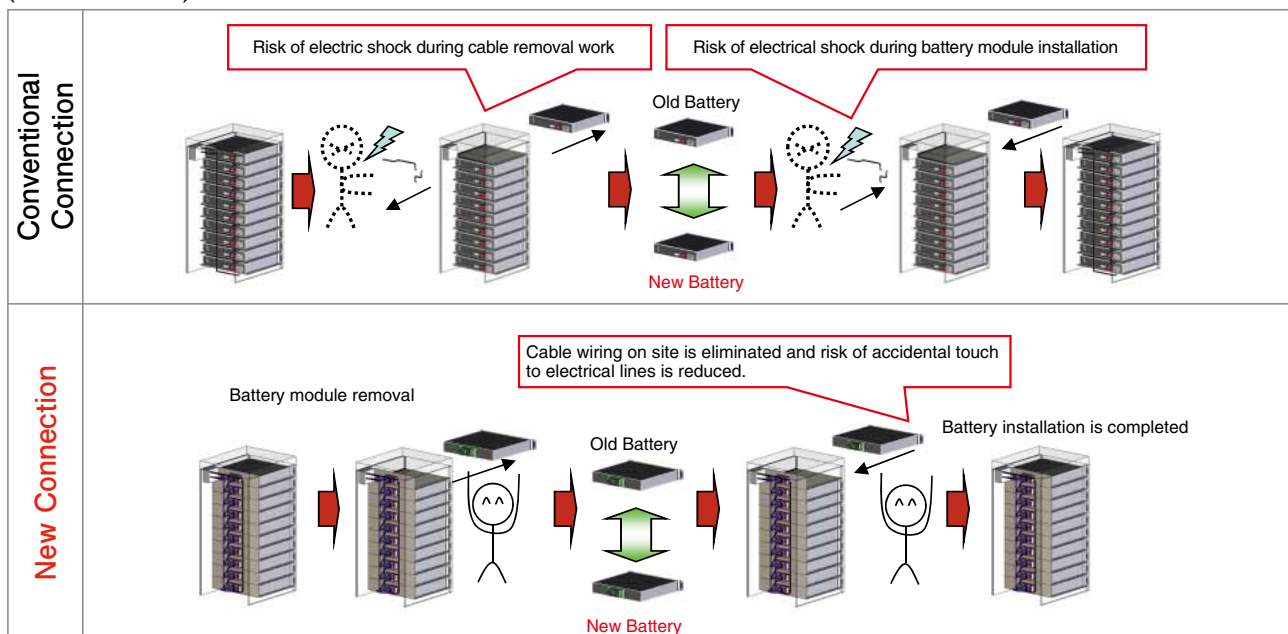 Conventional
Connection
Risk of electric shock during cable removal work
Risk of electrical shock during battery module installation
Old Battery
New Battery
New Connection
Cable wiring on site is eliminated and risk of accidental touch
to electrical lines is reduced.
Battery module removal
Old Battery
Battery installation is completed
New Battery